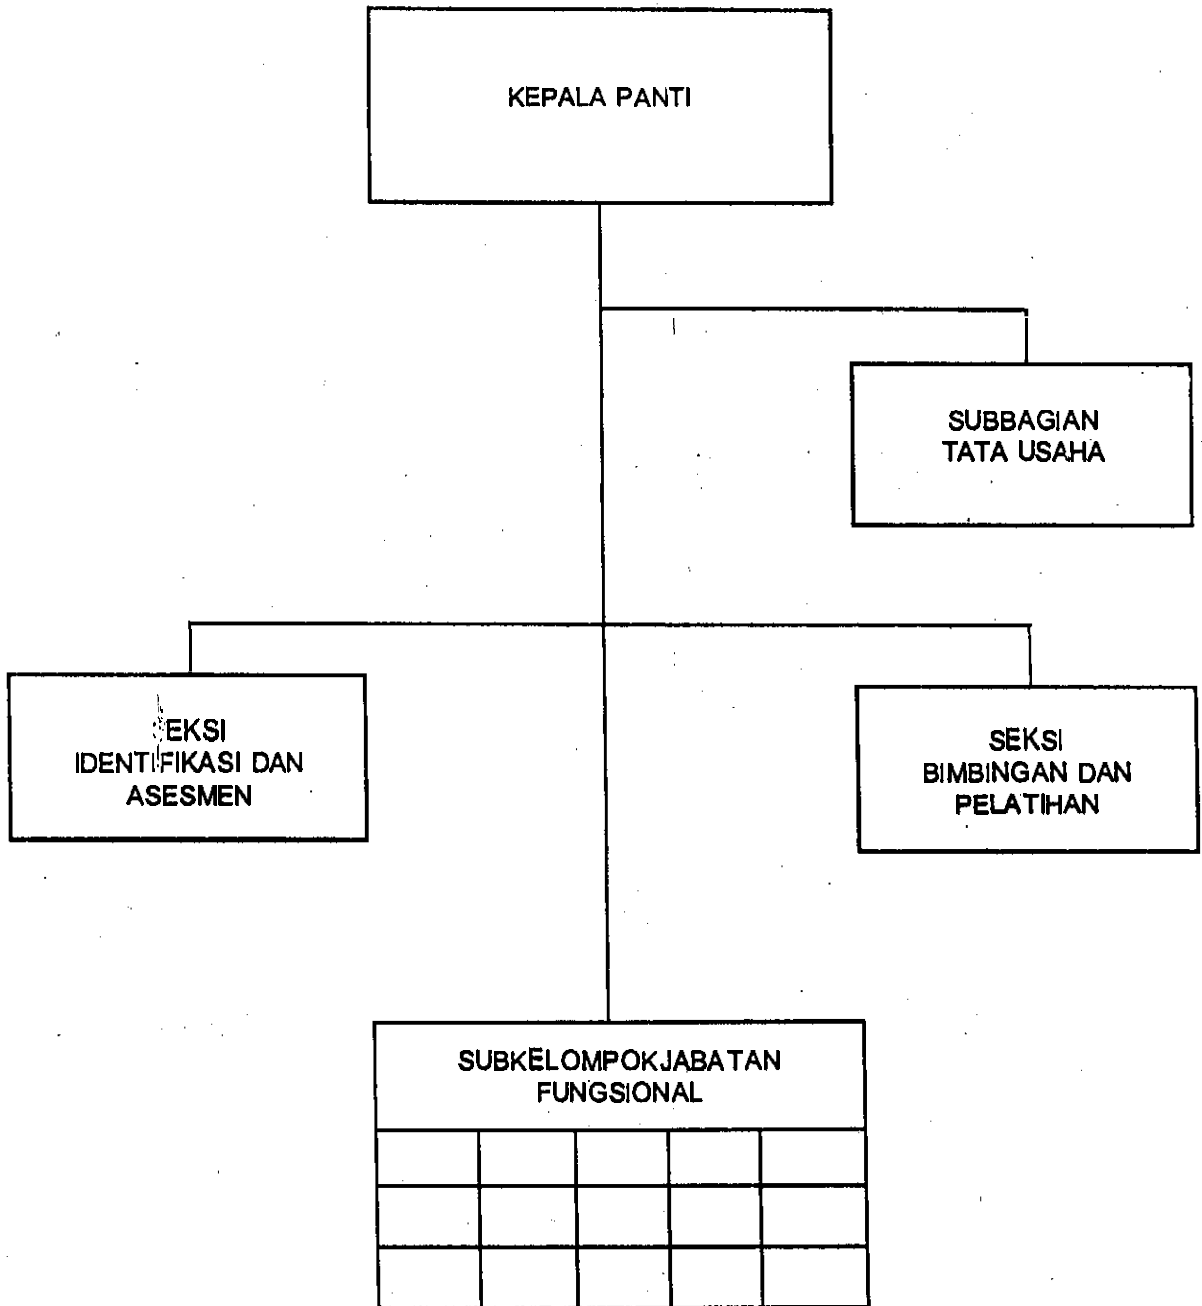 KEPALA PANTI
SUBBAGIAN
TATA USAHA
SEKSI
IDENTIFIKASI DAN
ASESMEN
SEKSI
BIMBINGAN DAN
PELATIHAN
SUBKELOMPOKJABATAN
FUNGSIONAL